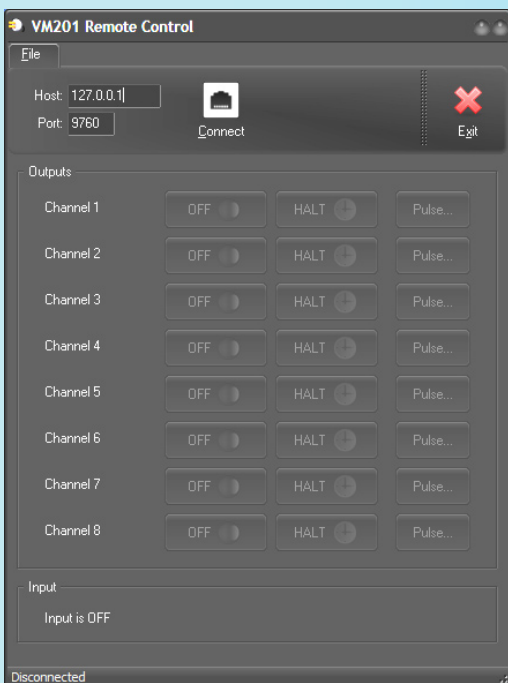 VM201 Remote Control
File
Host: 127.0.0.1
Port: 9760
Connect
Exit
Outputs
Channel 1 OFF HALT Pulse...
Channel 2 OFF HALT Pulse...
Channel 3 OFF HALT Pulse...
Channel 4 OFF HALT Pulse...
Channel 5 OFF HALT Pulse...
Channel 6 OFF HALT Pulse...
Channel 7 OFF HALT Pulse...
Channel 8 OFF HALT Pulse...
Input
Input is OFF
Disconnected